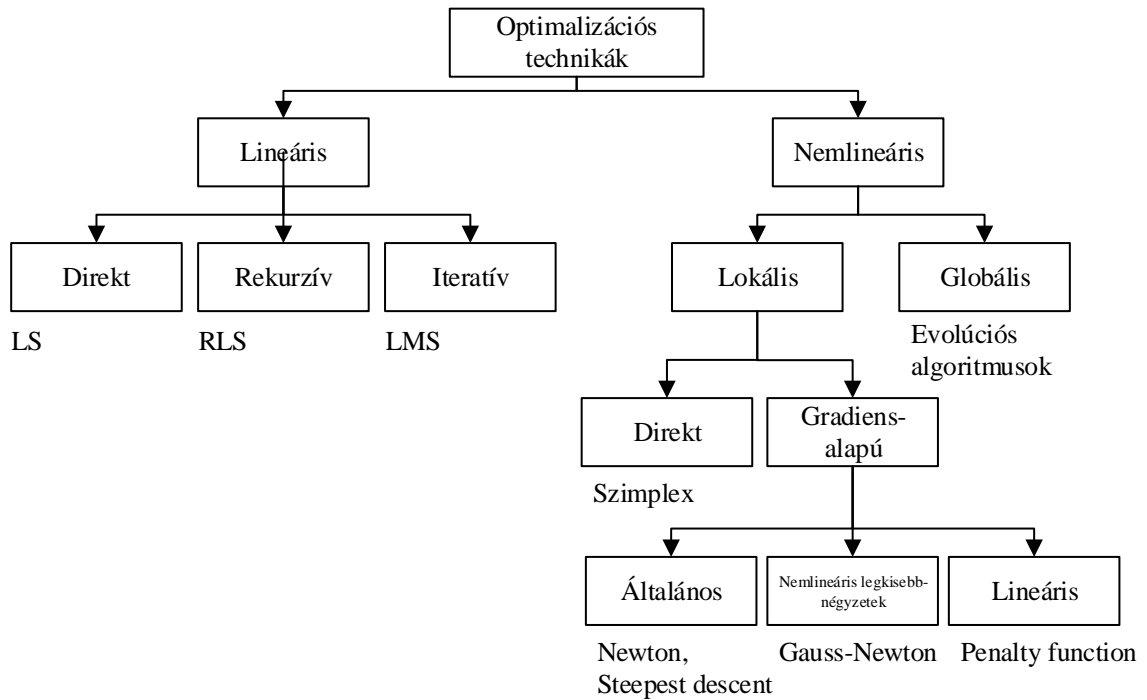 Optimalizációs
technikák
Lineáris
Nemlineáris
Direkt
Rekurzív
Iteratív
Lokális
Globális
LS
RLS
LMS
Evolúciós
algoritmusok
Direkt
Gradiens-
alapú
Szimplex
Általános
Nemlineáris legkisebb-
négyzetek
Lineáris
Newton,
Steepest descent
Gauss-Newton
Penalty function